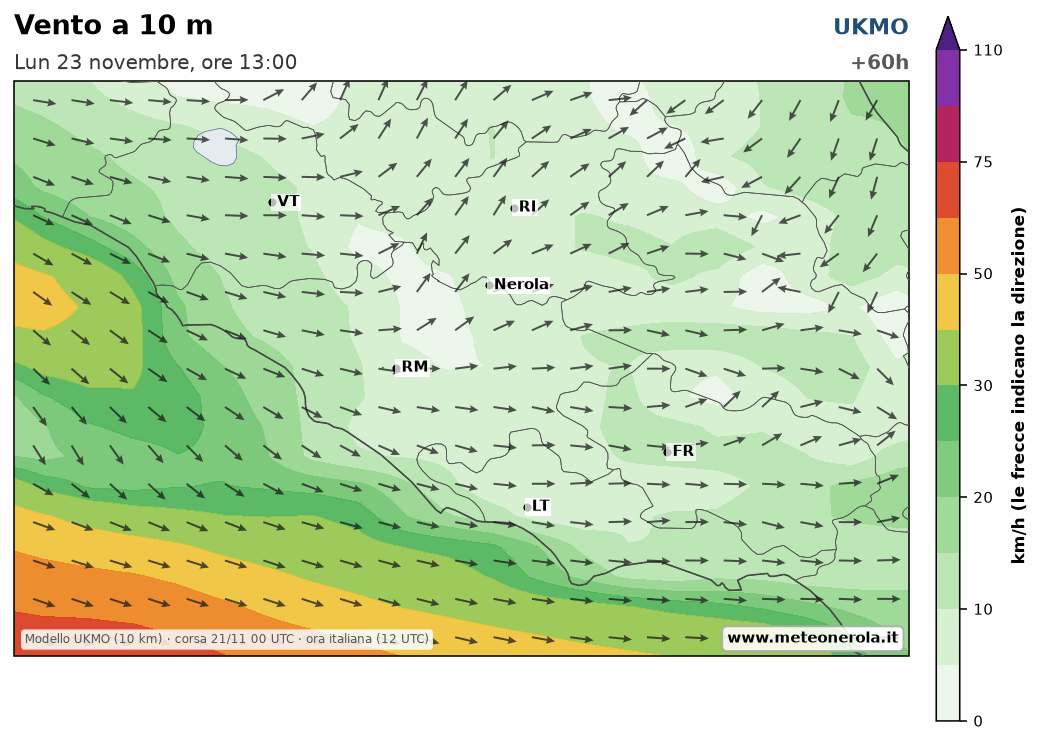 Vento a 10 m
UKMO
Lun 23 novembre, ore 13:00
+60h
VT
RI
Nerola
RM
FR
LT
Modello UKMO (10 km) · corsa 21/11 00 UTC · ora italiana (12 UTC)
www.meteonerola.it
110
75
50
30
20
10
0
km/h (le frecce indicano la direzione)